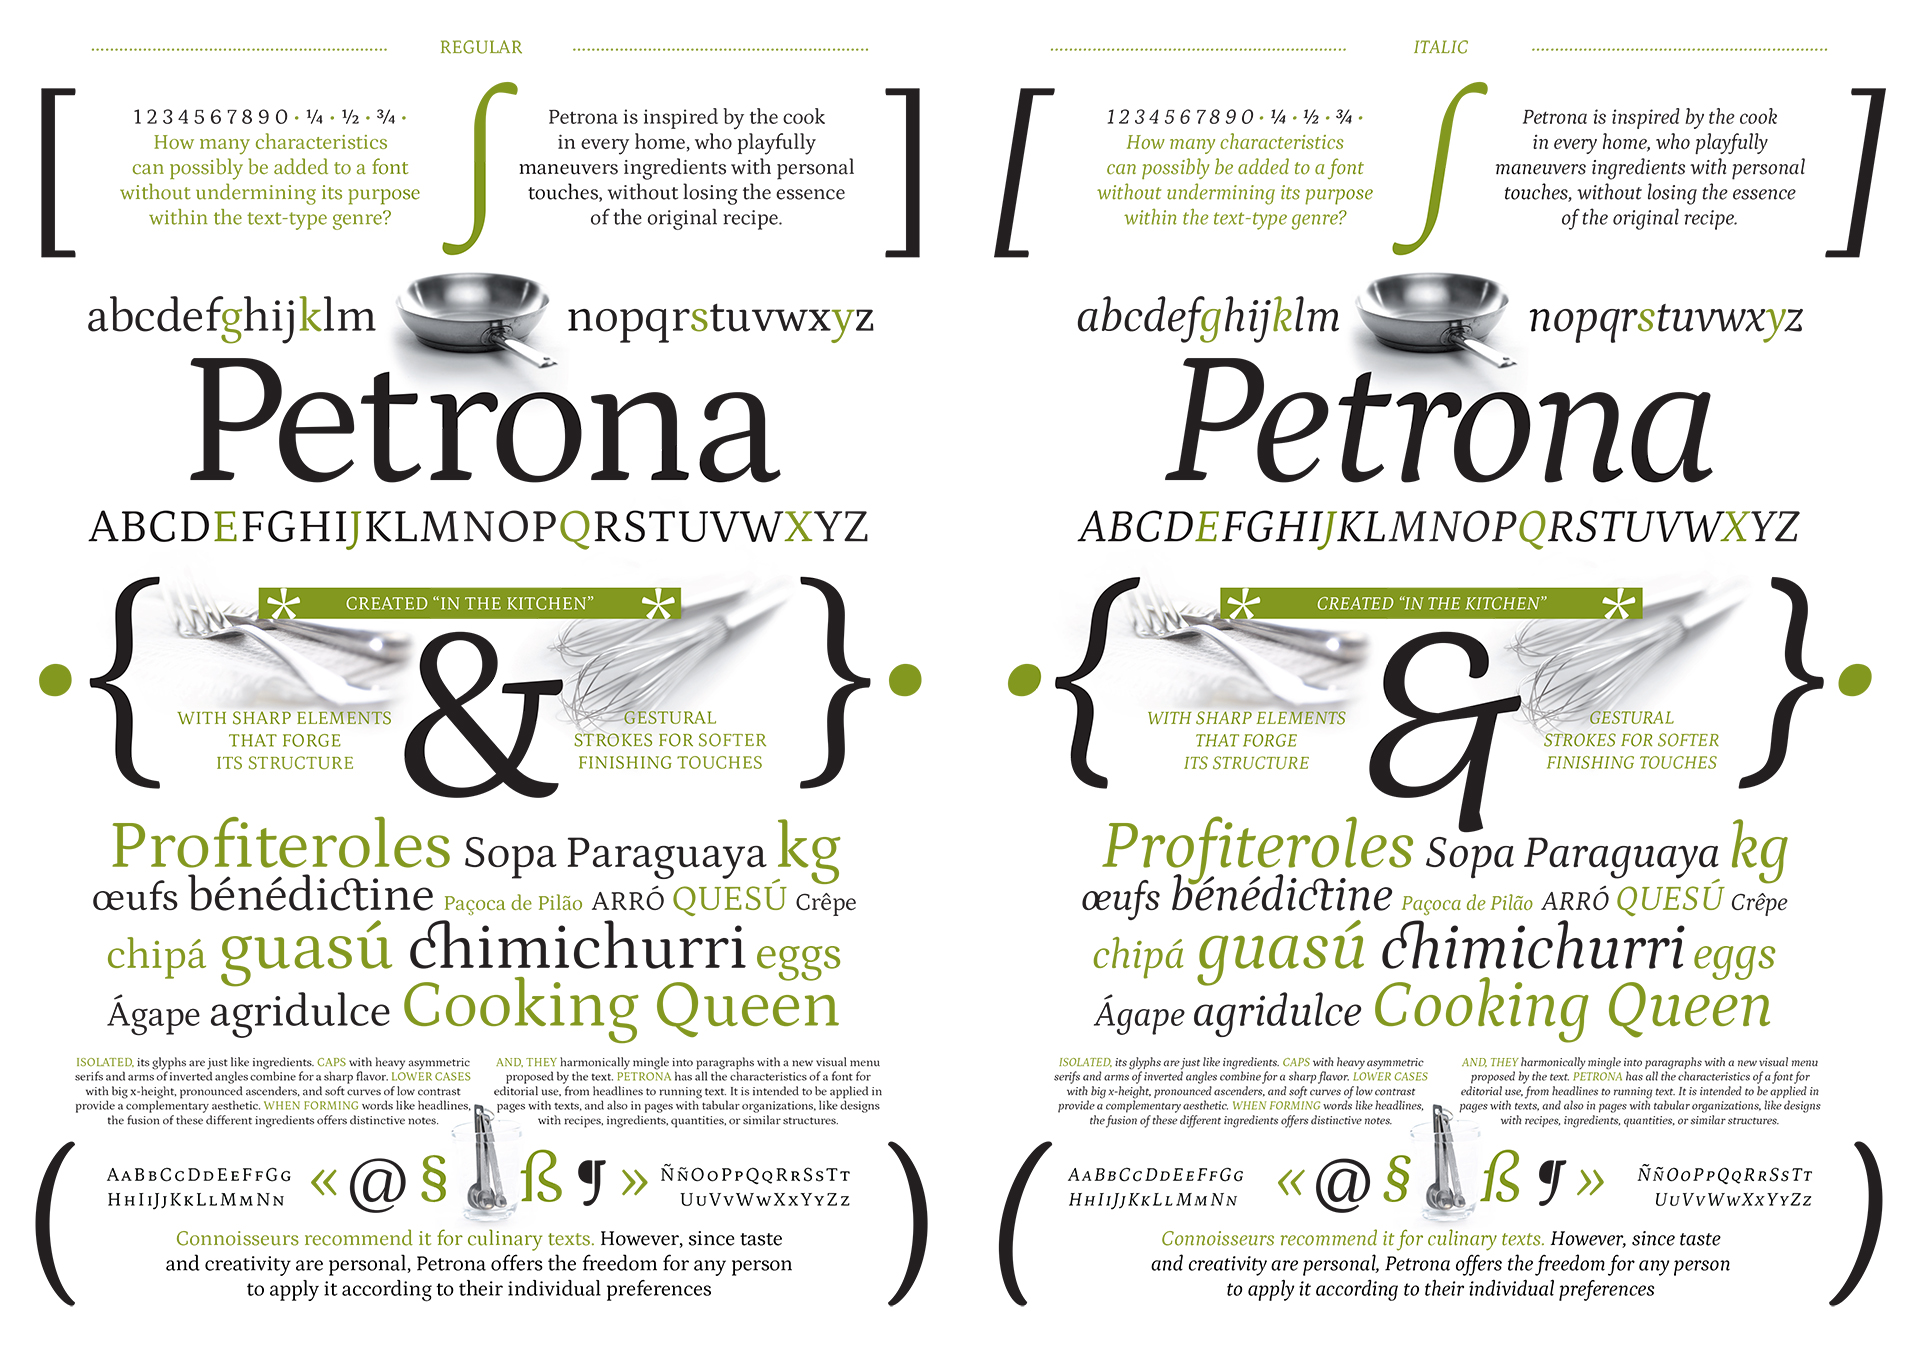 REGULAR
[
1 2 3 4 5 6 7 8 9 0 • ¼ • ½ • ¾ •
How many characteristics
can possibly be added to a font
without undermining its purpose
within the text-type genre?
∫
Petrona is inspired by the cook
in every home, who playfully
maneuvers ingredients with personal
touches, without losing the essence
of the original recipe.
]
abcdefghijklm nopqrstuvwxyz
Petrona
ABCDEFGHIJKLMNOPQRSTUVWXYZ
{
* CREATED “IN THE KITCHEN” *
WITH SHARP ELEMENTS
THAT FORGE
ITS STRUCTURE
&
GESTURAL
STROKES FOR SOFTER
FINISHING TOUCHES
}
Profiteroles Sopa Paraguaya kg
œufs bénédictine Paçoca de Pilão ARRÓ QUESÚ Crêpe
chipá guasú chimichurri eggs
Ágape agridulce Cooking Queen
ISOLATED, its glyphs are just like ingredients. CAPS with heavy asymmetric
serifs and arms of inverted angles combine for a sharp flavor. LOWER CASES
with big x-height, pronounced ascenders, and soft curves of low contrast
provide a complementary aesthetic. WHEN FORMING words like headlines,
the fusion of these different ingredients offers distinctive notes.
AND, THEY harmonically mingle into paragraphs with a new visual menu
proposed by the text. PETRONA has all the characteristics of a font for
editorial use, from headlines to running text. It is intended to be applied in
pages with texts, and also in pages with tabular organizations, like designs
with recipes, ingredients, quantities, or similar structures.
(
AABBCCDDEEFFGG
HHIIJJKKLLMMNN
« @ § ß ¶ »
ÑñOOPPQQRRSSTT
UUVVWWXXYYZZ
)
Connoisseurs recommend it for culinary texts. However, since taste
and creativity are personal, Petrona offers the freedom for any person
to apply it according to their individual preferences
ITALIC
[
1 2 3 4 5 6 7 8 9 0 • ¼ • ½ • ¾ •
How many characteristics
can possibly be added to a font
without undermining its purpose
within the text-type genre?
∫
Petrona is inspired by the cook
in every home, who playfully
maneuvers ingredients with personal
touches, without losing the essence
of the original recipe.
]
abcdefghijklm nopqrstuvwxyz
Petrona
ABCDEFGHIJKLMNOPQRSTUVWXYZ
{
* CREATED “IN THE KITCHEN” *
WITH SHARP ELEMENTS
THAT FORGE
ITS STRUCTURE
&
GESTURAL
STROKES FOR SOFTER
FINISHING TOUCHES
}
Profiteroles Sopa Paraguaya kg
œufs bénédictine Paçoca de Pilão ARRÓ QUESÚ Crêpe
chipá guasú chimichurri eggs
Ágape agridulce Cooking Queen
ISOLATED, its glyphs are just like ingredients. CAPS with heavy asymmetric
serifs and arms of inverted angles combine for a sharp flavor. LOWER CASES
with big x-height, pronounced ascenders, and soft curves of low contrast
provide a complementary aesthetic. WHEN FORMING words like headlines,
the fusion of these different ingredients offers distinctive notes.
AND, THEY harmonically mingle into paragraphs with a new visual menu
proposed by the text. PETRONA has all the characteristics of a font for
editorial use, from headlines to running text. It is intended to be applied in
pages with texts, and also in pages with tabular organizations, like designs
with recipes, ingredients, quantities, or similar structures.
(
AABBCCDDEEFFGG
HHIIJJKKLLMMNN
« @ § ß ¶ »
ÑñOOPPQQRRSSTT
UUVVWWXXYYZZ
)
Connoisseurs recommend it for culinary texts. However, since taste
and creativity are personal, Petrona offers the freedom for any person
to apply it according to their individual preferences